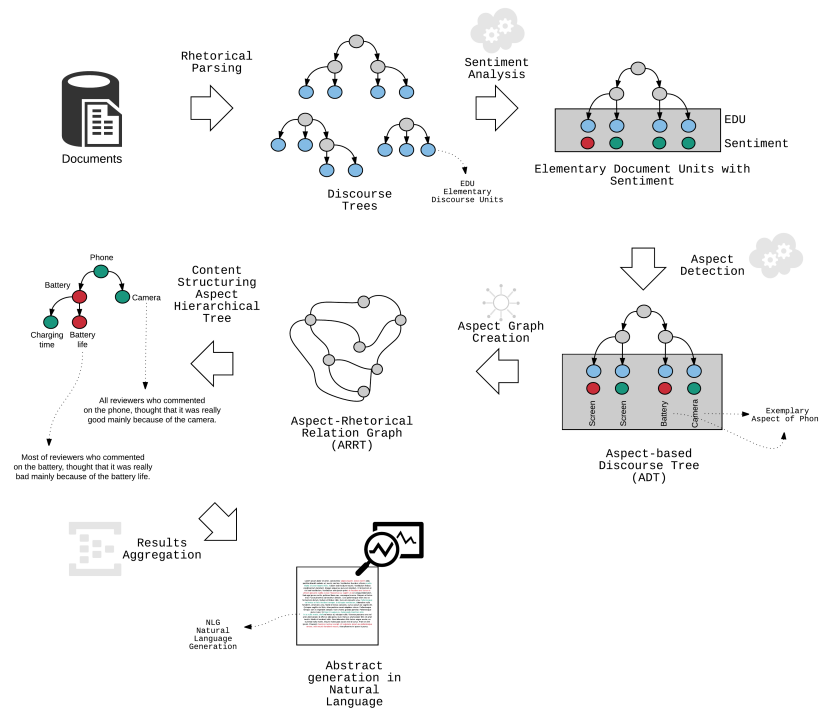 Documents
Rhetorical
Parsing
Discourse
Trees
EDU
Elementary
Discourse Units
Sentiment
Analysis
EDU
Sentiment
Elementary Document Units with
Sentiment
Aspect
Detection
Screen
Screen
Battery
Camera
Exemplary
Aspect of Phon
Aspect-based
Discourse Tree
(ADT)
Aspect Graph
Creation
Aspect-Rhetorical
Relation Graph
(ARRT)
Content
Structuring
Aspect
Hierarchical
Tree
Phone
Battery
Camera
Charging
time
Battery
life
All reviewers who commented
on the phone, thought that it was really
good mainly because of the camera.
Most of reviewers who commented
on the battery, thought that it was really
bad mainly because of the battery life.
Results
Aggregation
NLG
Natural
Language
Generation
Abstract
generation in
Natural
Language